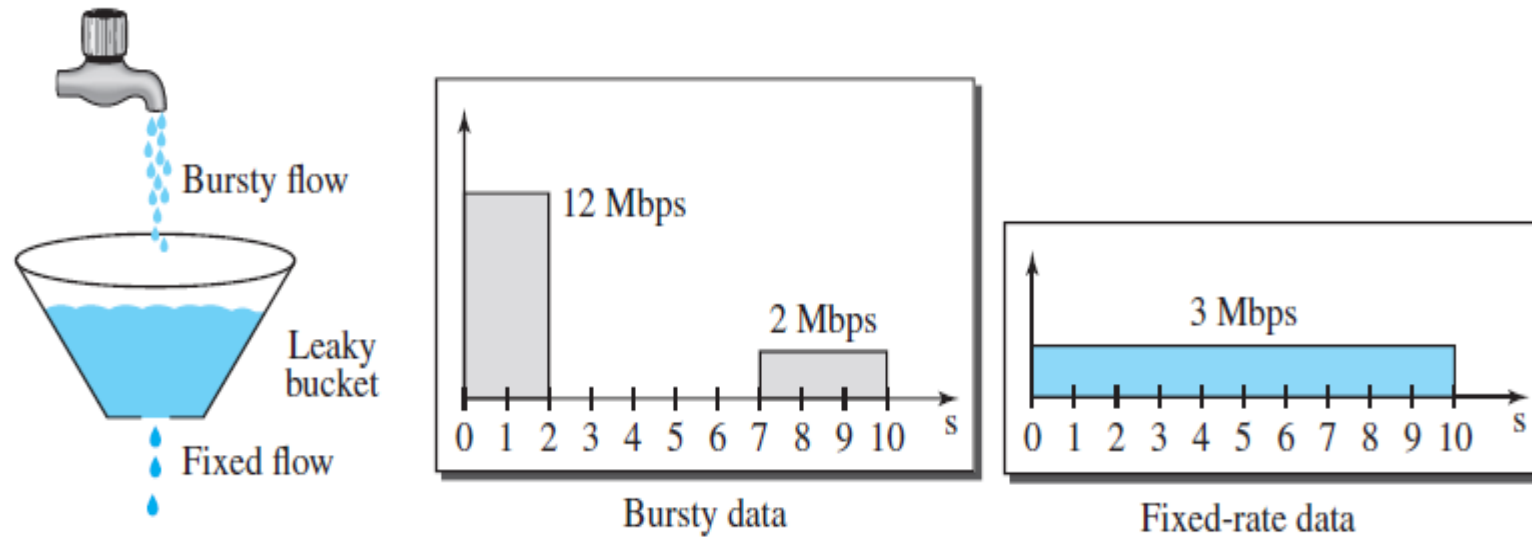 Bursty flow
Leaky
bucket
Fixed flow
12 Mbps
2 Mbps
0 1 2 3 4 5 6 7 8 9 10 s
Bursty data
3 Mbps
0 1 2 3 4 5 6 7 8 9 10 s
Fixed-rate data